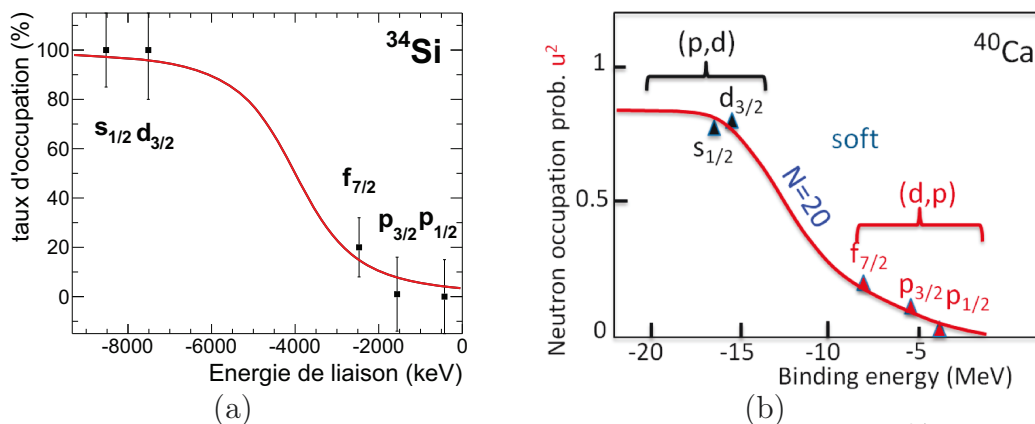 taux d'occupation (%)
100
80
60
40
20
0
³⁴Si
s₁/₂ d₃/₂
f₇/₂
p₃/₂ p₁/₂
-8000 -6000 -4000 -2000 0
Energie de liaison (keV)
(a)
Neutron occupation prob. u²
1
0.5
0
(p,d)
⁴⁰Ca
d₃/₂
s₁/₂
soft
N=20
(d,p)
f₇/₂
p₃/₂ p₁/₂
-20 -15 -10 -5
Binding energy (MeV)
(b)